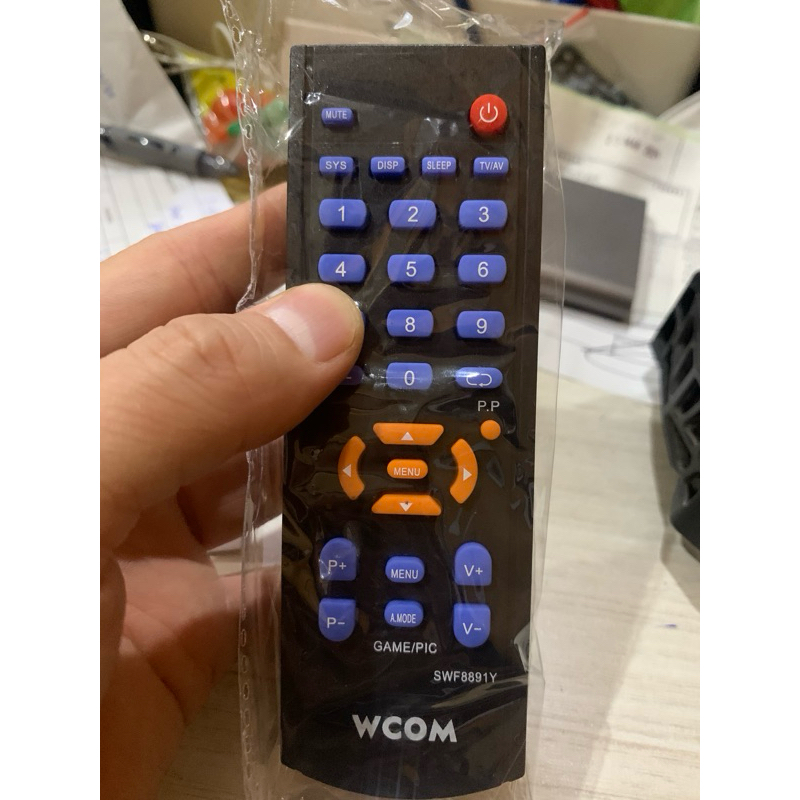 MUTE
SYS DISP SLEEP TV/AV
1 2 3
4 5 6
8 9
0
P.P
MENU
P+ MENU V+
P- A.MODE V-
GAME/PIC
SWF8891Y
WCOM